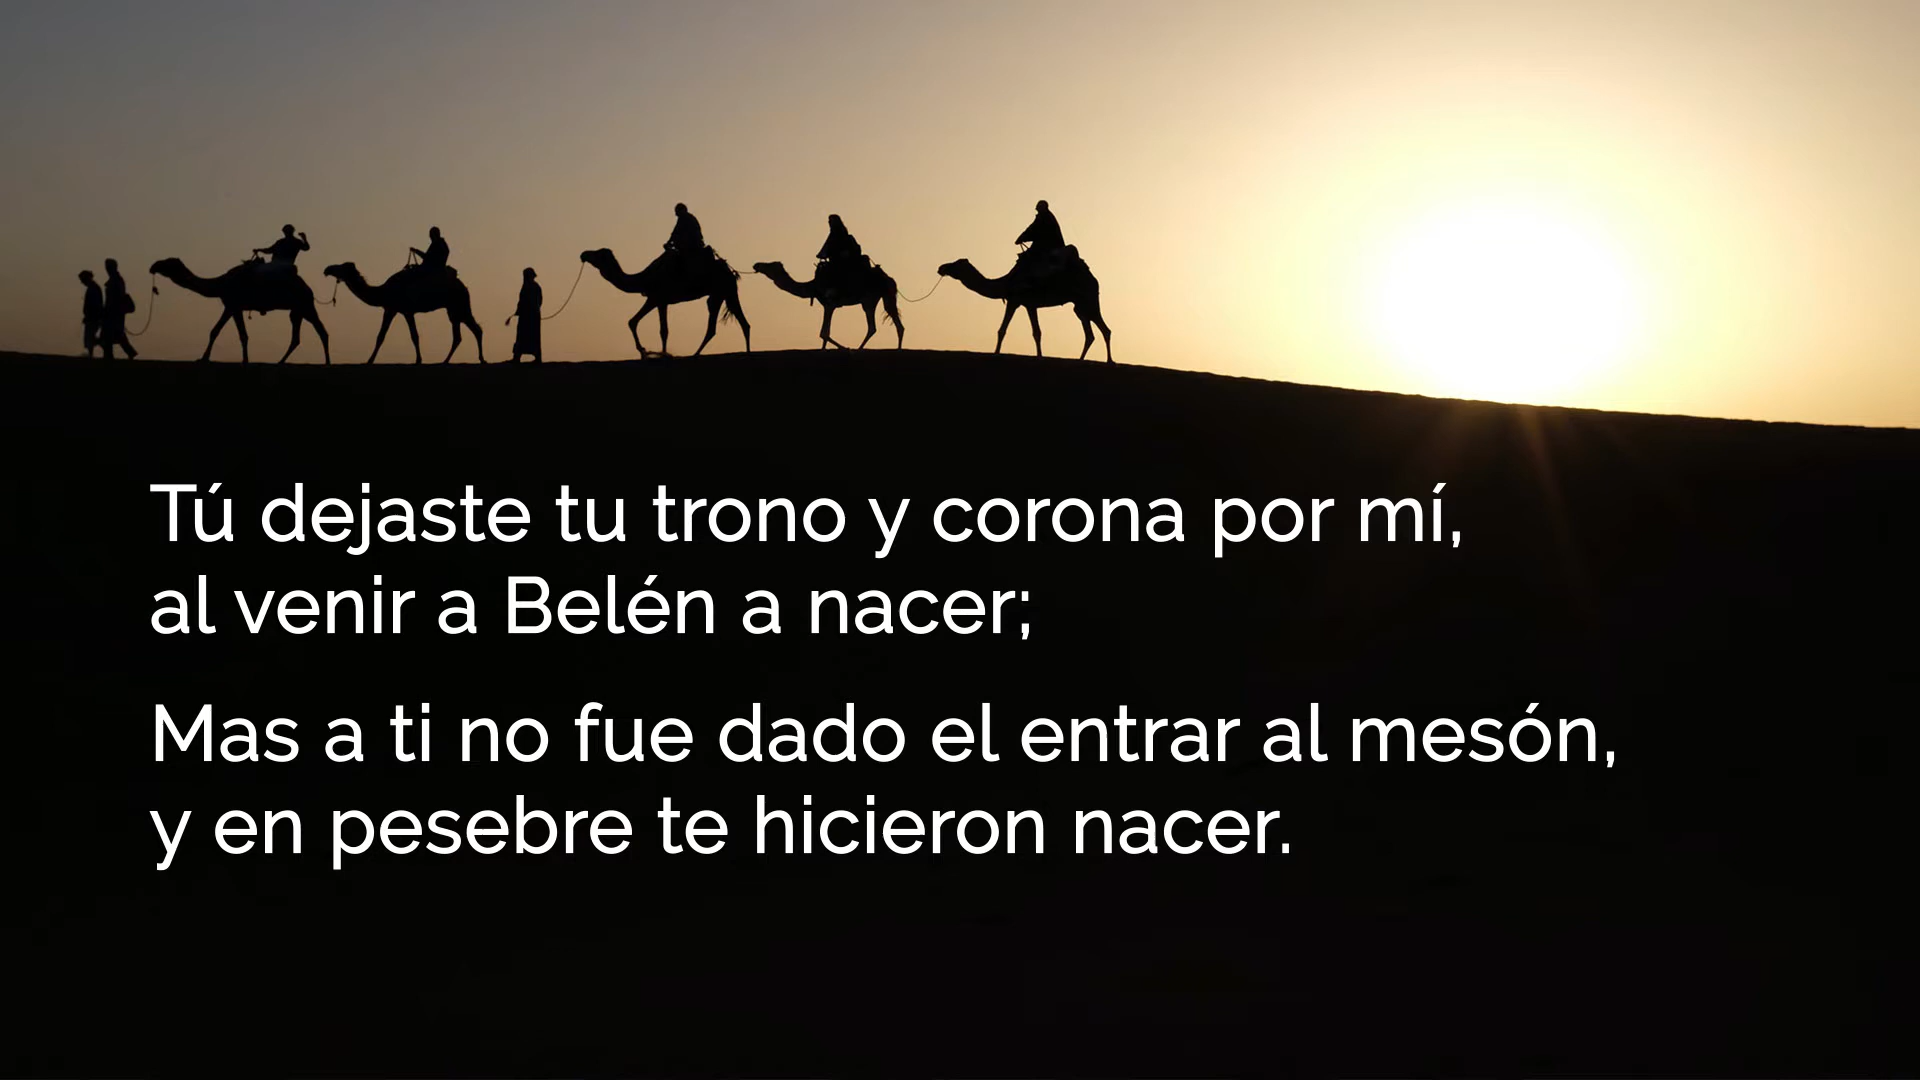 Tú dejaste tu trono y corona por mí,
al venir a Belén a nacer;
Mas a ti no fue dado el entrar al mesón,
y en pesebre te hicieron nacer.